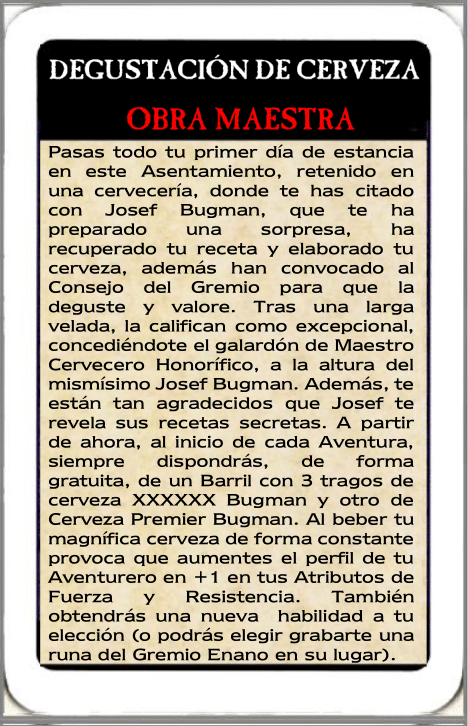 DEGUSTACIÓN DE CERVEZA
OBRA MAESTRA
Pasas todo tu primer día de estancia
en este Asentamiento, retenido en
una cervecería, donde te has citado
con Josef Bugman, que te ha
preparado una sorpresa, ha
recuperado tu receta y elaborado tu
cerveza, además han convocado al
Consejo del Gremio para que la
deguste y valore. Tras una larga
velada, la califican como excepcional,
concediéndote el galardón de Maestro
Cervecero Honorífico, a la altura del
mismísimo Josef Bugman. Además, te
están tan agradecidos que Josef te
revela sus recetas secretas. A partir
de ahora, al inicio de cada Aventura,
siempre dispondrás, de forma
gratuita, de un Barril con 3 tragos de
cerveza XXXXXX Bugman y otro de
Cerveza Premier Bugman. Al beber tu
magnífica cerveza de forma constante
provoca que aumentes el perfil de tu
Aventurero en +1 en tus Atributos de
Fuerza y Resistencia. También
obtendrás una nueva habilidad a tu
elección (o podrás elegir grabarte una
runa del Gremio Enano en su lugar).